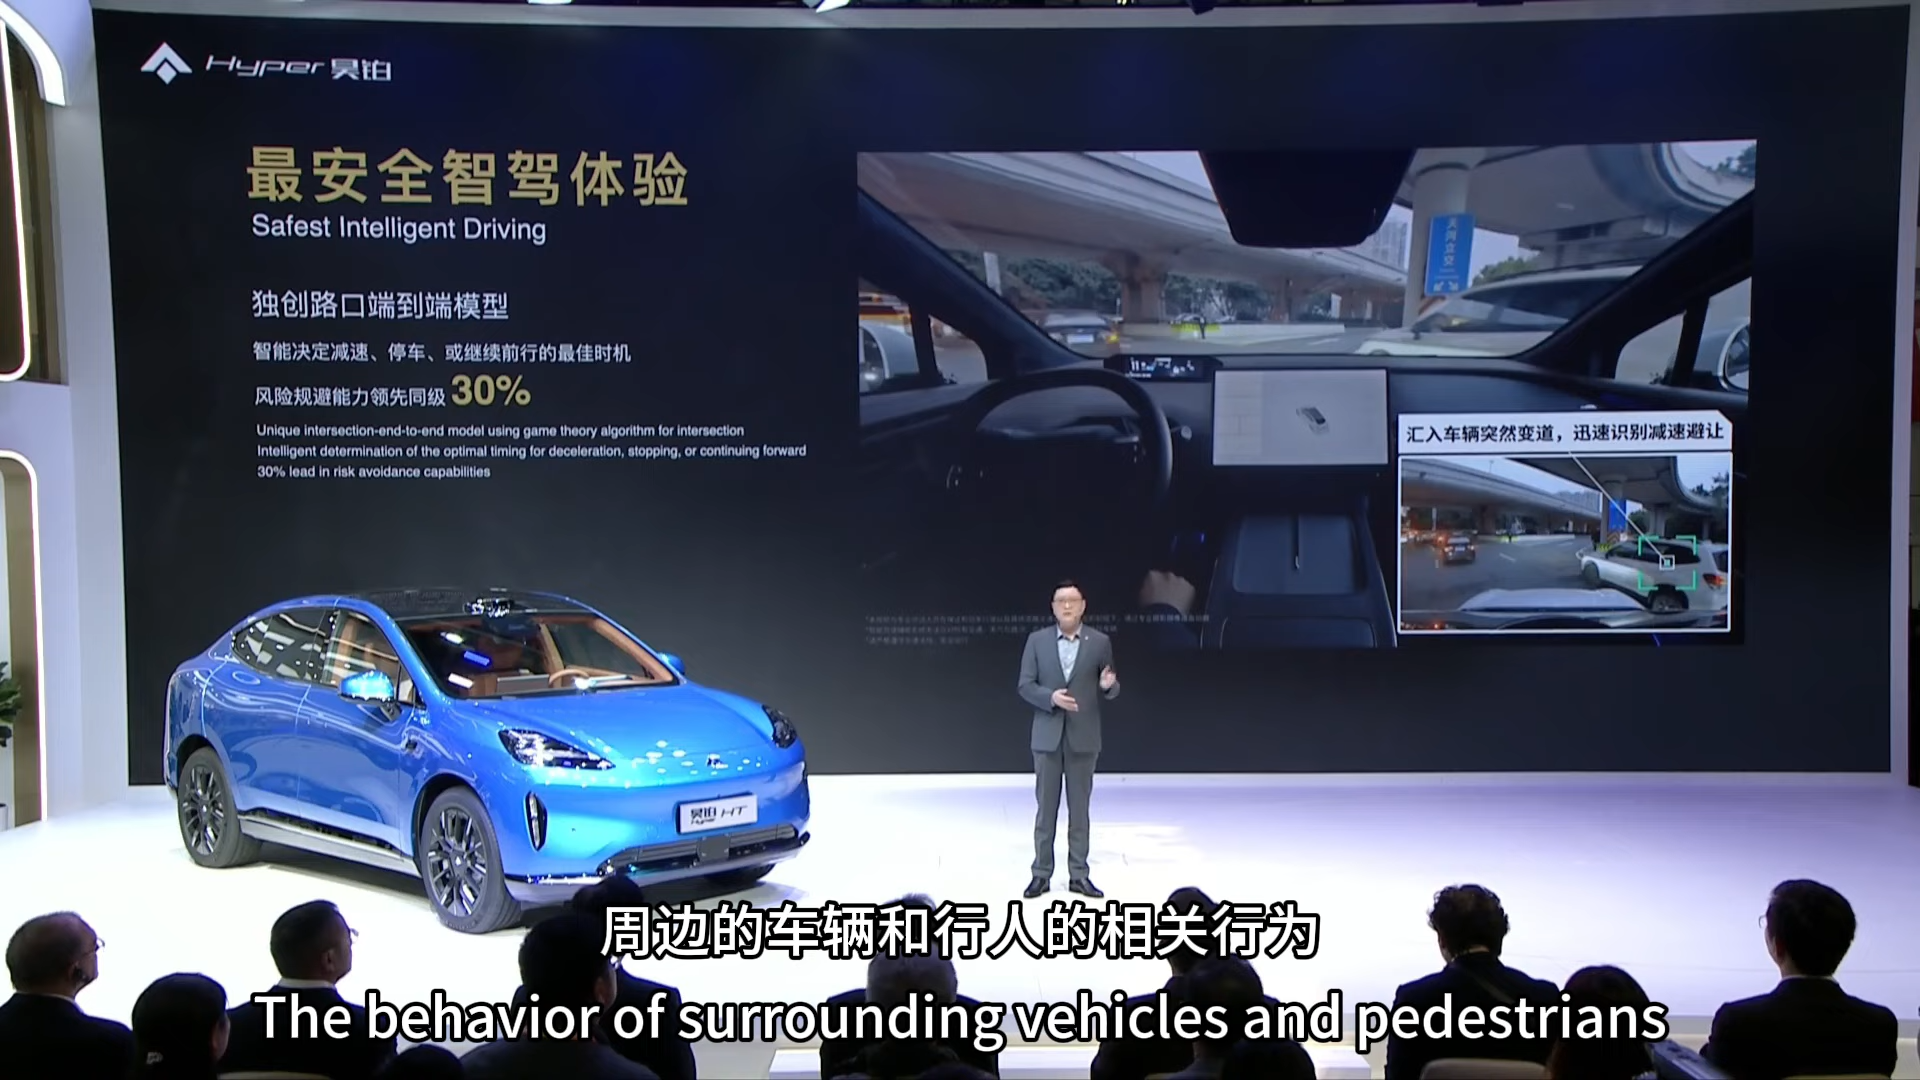 Hyper 昊铂
最安全智驾体验
Safest Intelligent Driving
独创路口端到端模型
智能决定减速、停车、或继续前行的最佳时机
风险规避能力领先同级 30%
Unique intersection-end-to-end model using game theory algorithm for intersection
Intelligent determination of the optimal timing for deceleration, stopping, or continuing forward
30% lead in risk avoidance capabilities
天河立交
汇入车辆突然变道，迅速识别减速避让
昊铂 HT
Hyper
周边的车辆和行人的相关行为
The behavior of surrounding vehicles and pedestrians